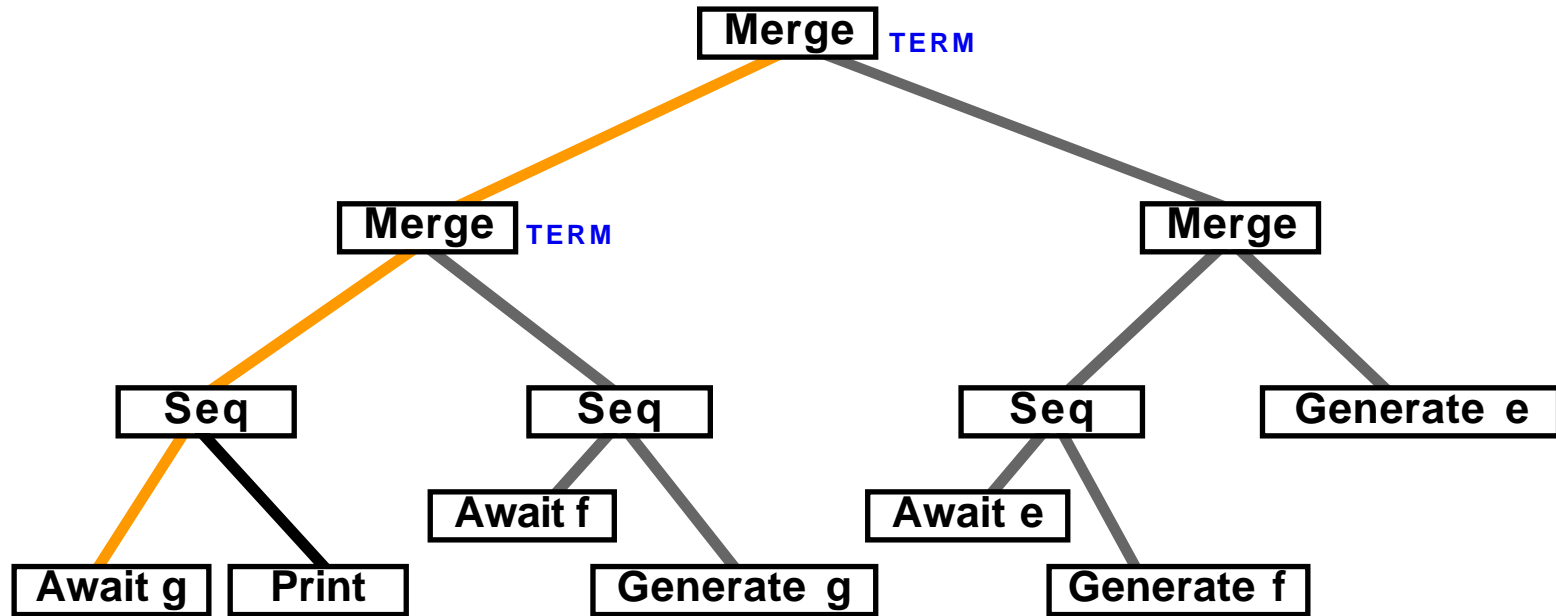 Merge TERM
Merge TERM
Merge
Seq
Seq
Seq
Generate e
Await f
Await e
Await g
Print
Generate g
Generate f